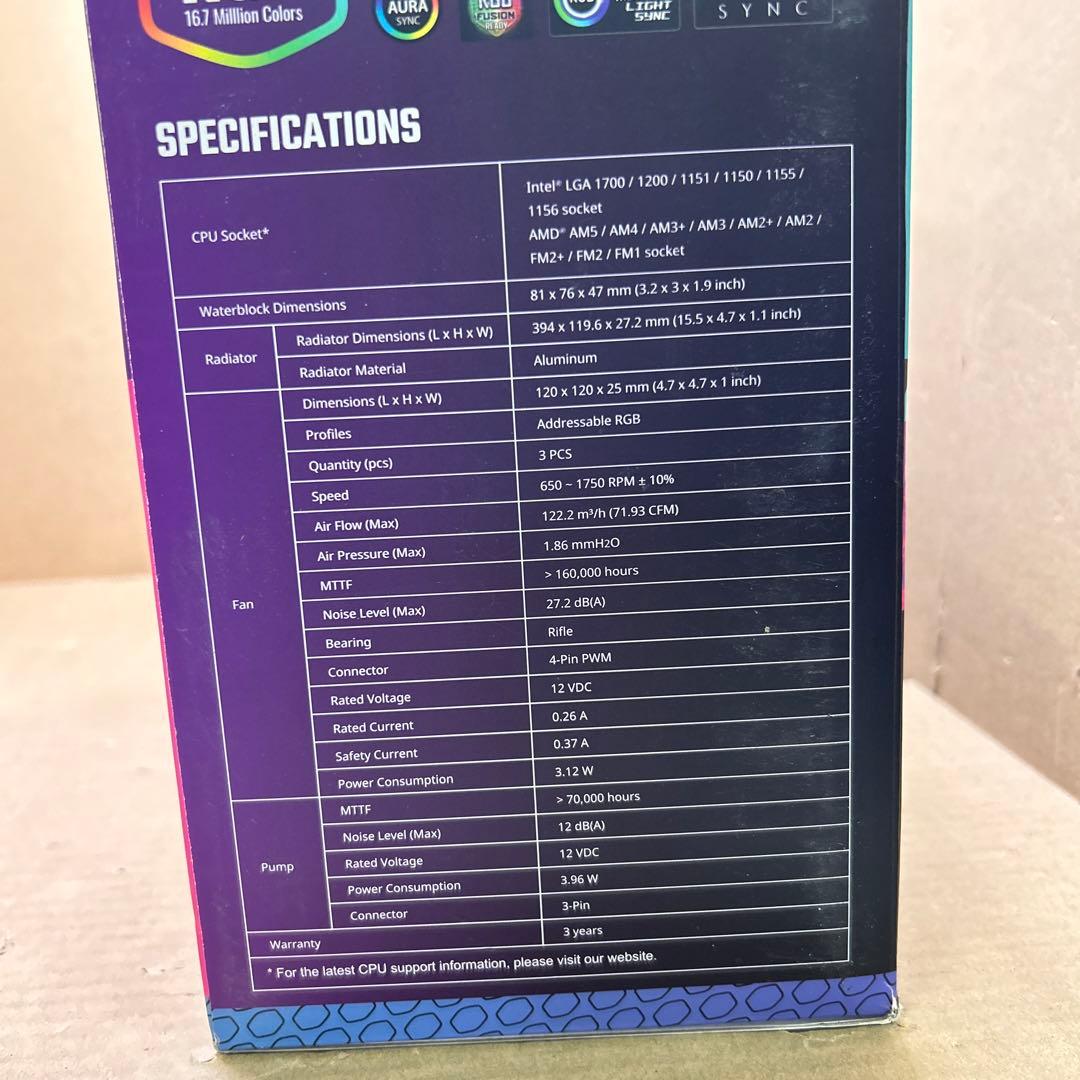 16.7 Milllion Colors
AURA
SYNC
RGB
FUSION
READY
LIGHT
SYNC
SYNC
SPECIFICATIONS
CPU Socket*
Intel® LGA 1700 / 1200 / 1151 / 1150 / 1155 /
1156 socket
AMD® AM5 / AM4 / AM3+ / AM3 / AM2+ / AM2 /
FM2+ / FM2 / FM1 socket
Waterblock Dimensions 81 x 76 x 47 mm (3.2 x 3 x 1.9 inch)
Radiator
Radiator Dimensions (L x H x W) 394 x 119.6 x 27.2 mm (15.5 x 4.7 x 1.1 inch)
Radiator Material Aluminum
Fan
Dimensions (L x H x W) 120 x 120 x 25 mm (4.7 x 4.7 x 1 inch)
Profiles Addressable RGB
Quantity (pcs) 3 PCS
Speed 650 ~ 1750 RPM ± 10%
Air Flow (Max) 122.2 m³/h (71.93 CFM)
Air Pressure (Max) 1.86 mmH2O
MTTF > 160,000 hours
Noise Level (Max) 27.2 dB(A)
Bearing Rifle
Connector 4-Pin PWM
Rated Voltage 12 VDC
Rated Current 0.26 A
Safety Current 0.37 A
Power Consumption 3.12 W
Pump
MTTF > 70,000 hours
Noise Level (Max) 12 dB(A)
Rated Voltage 12 VDC
Power Consumption 3.96 W
Connector 3-Pin
Warranty 3 years
* For the latest CPU support information, please visit our website.